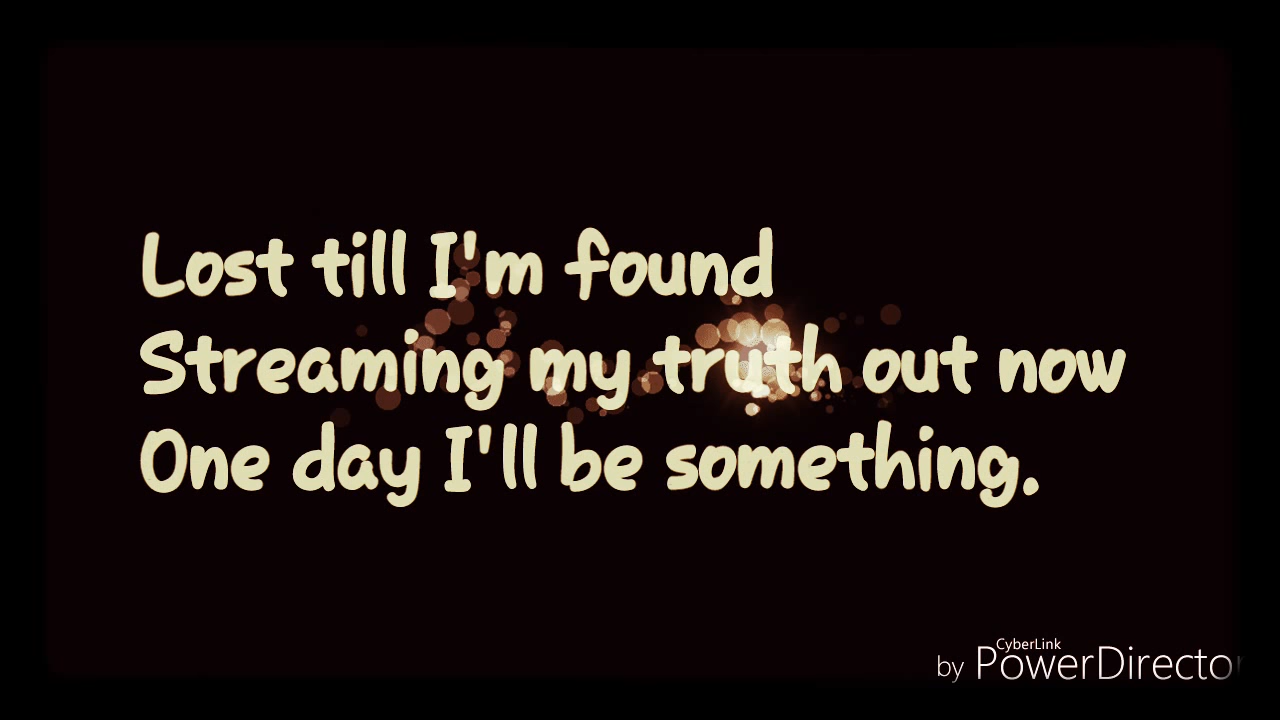 Lost till I'm found
Streaming my truth out now
One day I'll be something.
CyberLink
by PowerDirector